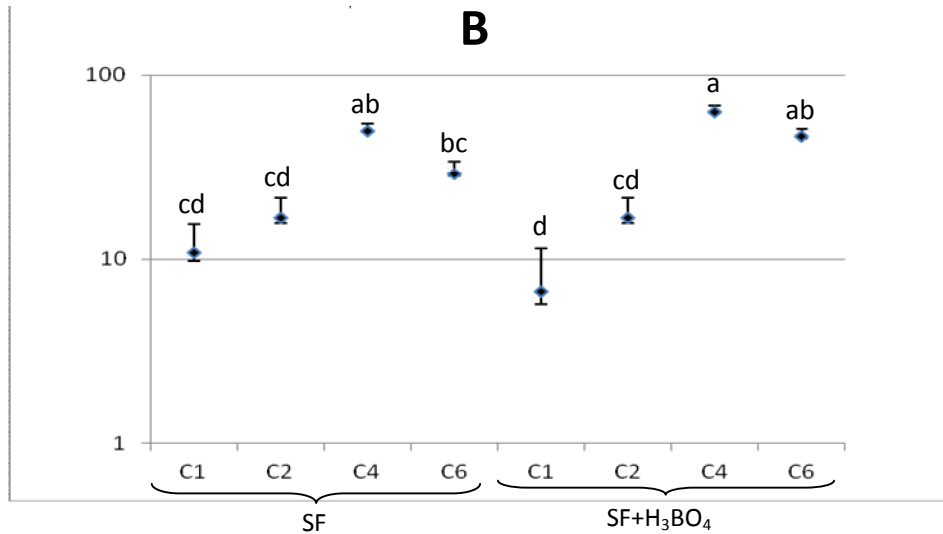 B
100
a
ab
ab
bc
cd
cd
cd
d
10
1
C1 C2 C4 C6 C1 C2 C4 C6
SF SF+H₃BO₄